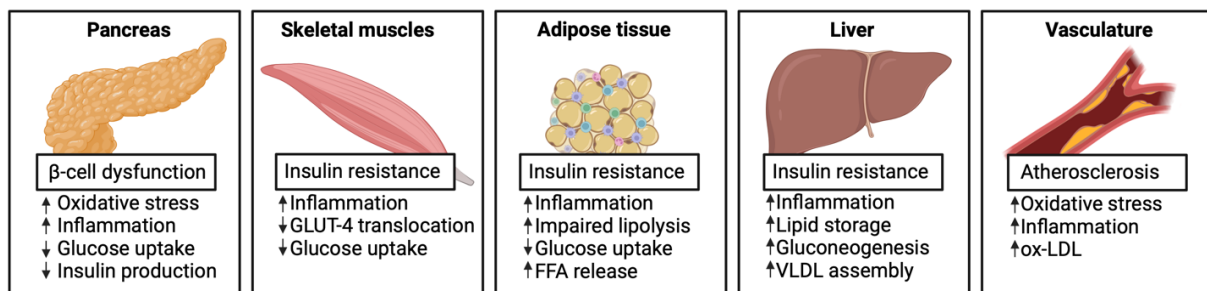 Pancreas
β-cell dysfunction
↑ Oxidative stress
↑ Inflammation
↓ Glucose uptake
↓ Insulin production
Skeletal muscles
Insulin resistance
↑Inflammation
↓GLUT-4 translocation
↓Glucose uptake
Adipose tissue
Insulin resistance
↑Inflammation
↑Impaired lipolysis
↓Glucose uptake
↑FFA release
Liver
Insulin resistance
↑Inflammation
↑Lipid storage
↑Gluconeogenesis
↑VLDL assembly
Vasculature
Atherosclerosis
↑Oxidative stress
↑Inflammation
↑ox-LDL